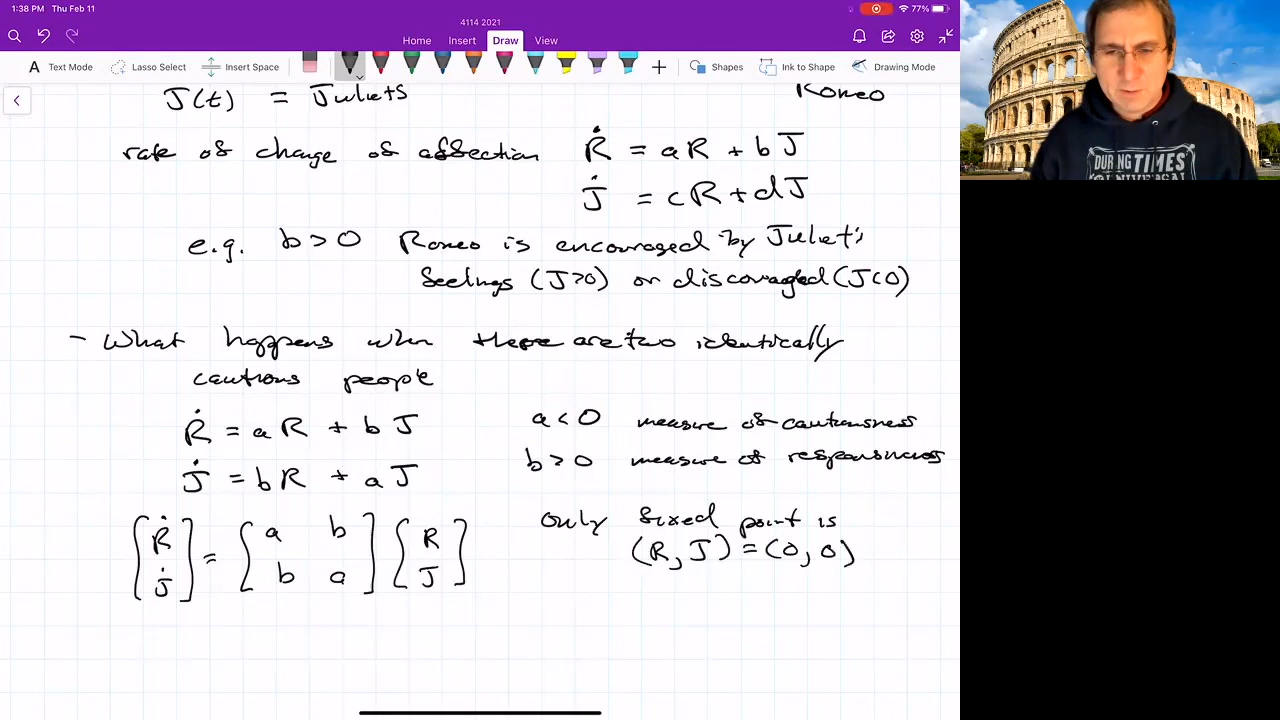 1:38 PM Thu Feb 11
77%
4114 2021
Home Insert Draw View
Text Mode Lasso Select Insert Space Shapes Ink to Shape Drawing Mode
J(t) = Juliets
Romeo
rate of change of affection Ṙ = aR + bJ
J̇ = cR + dJ
e.g. b > 0 Romeo is encouraged by Juliet's
feelings (J>0) or discouraged (J<0)
- What happens when there are two identically
cautious people
Ṙ = aR + bJ a < 0 measure of cautiousness
J̇ = bR + aJ b > 0 measure of responsiveness
[Ṙ J̇] = [a b b a] [R J] only fixed point is
(R, J) = (0, 0)
DURING TIMES
OF UNIVERSAL